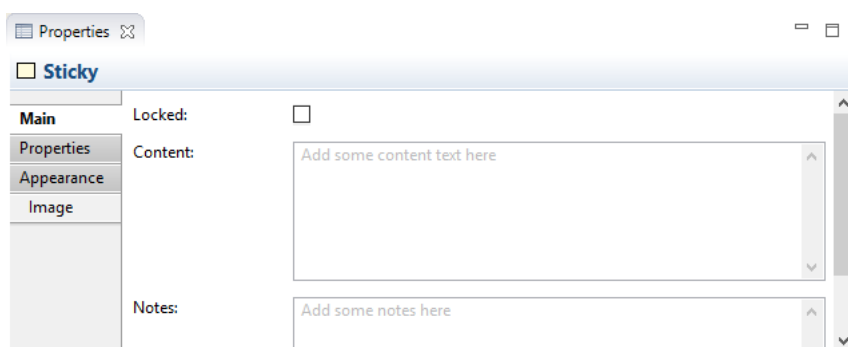 Properties
Sticky
Main
Properties
Appearance
Image
Locked:
Content:
Add some content text here
Notes:
Add some notes here